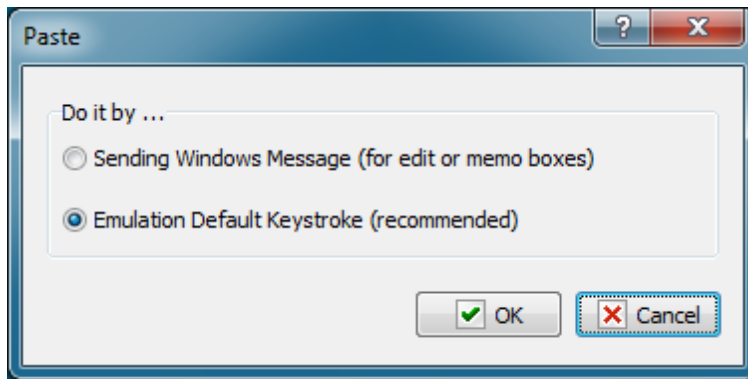 Paste
?
Do it by ...
Sending Windows Message (for edit or memo boxes)
Emulation Default Keystroke (recommended)
OK
Cancel